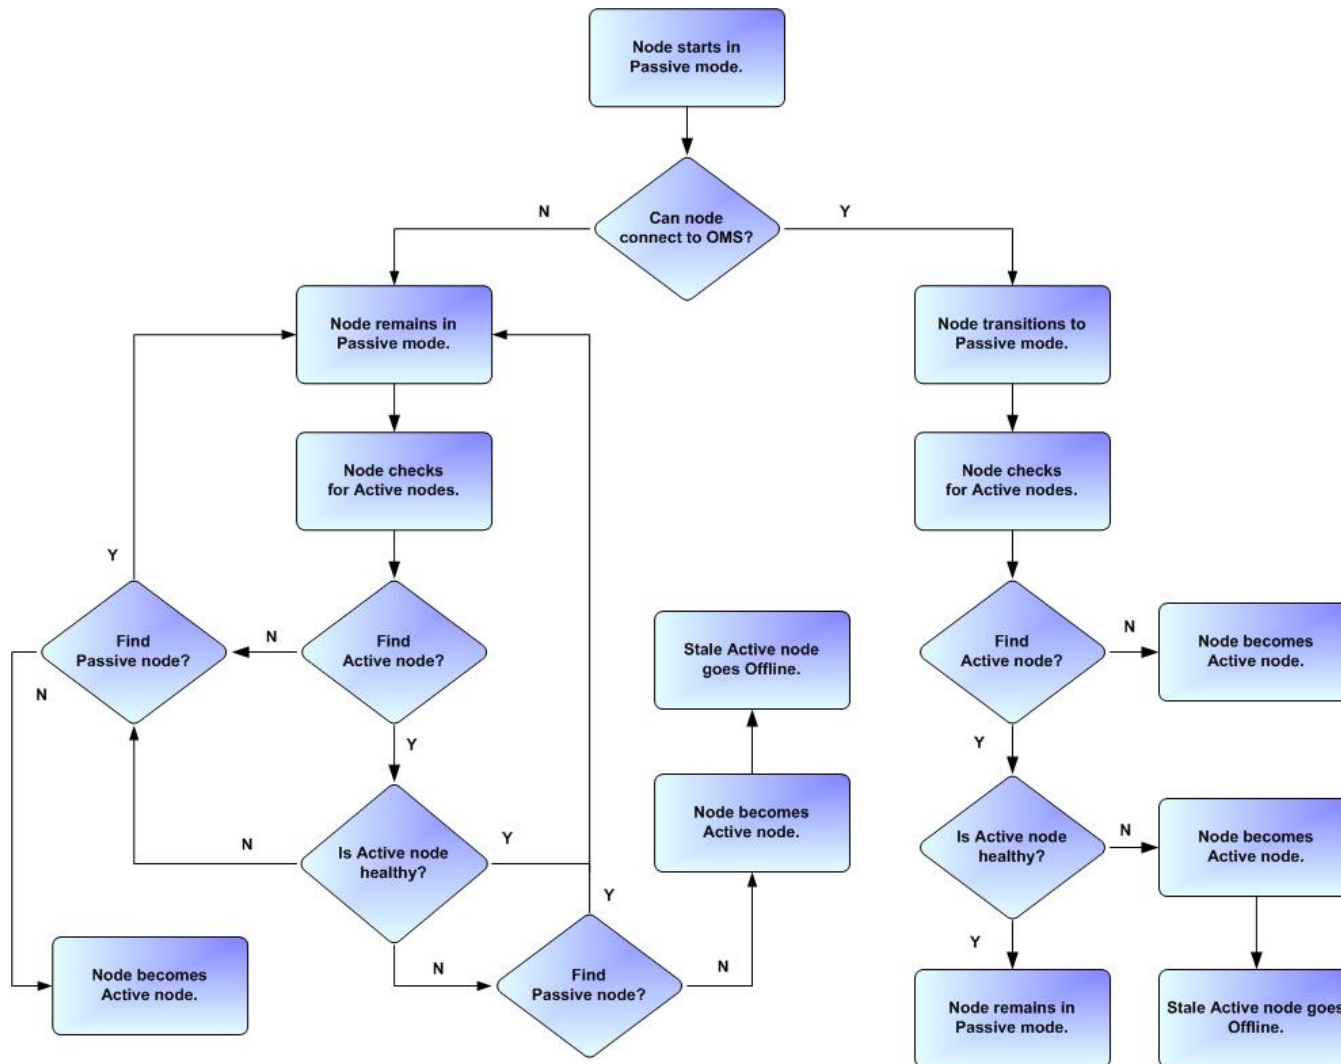 Node starts in
Passive mode.
Can node
connect to OMS?
N
Y
Node remains in
Passive mode.
Node transitions to
Passive mode.
Node checks
for Active nodes.
Node checks
for Active nodes.
Y
Find
Passive node?
N
Find
Active node?
N
Y
Stale Active node
goes Offline.
Find
Active node?
N
Node becomes
Active node.
Y
Is Active node
healthy?
N
Y
Node becomes
Active node.
Is Active node
healthy?
N
Node becomes
Active node.
Y
Node becomes
Active node.
N
Y
Find
Passive node?
N
Node remains in
Passive mode.
Stale Active node goes
Offline.